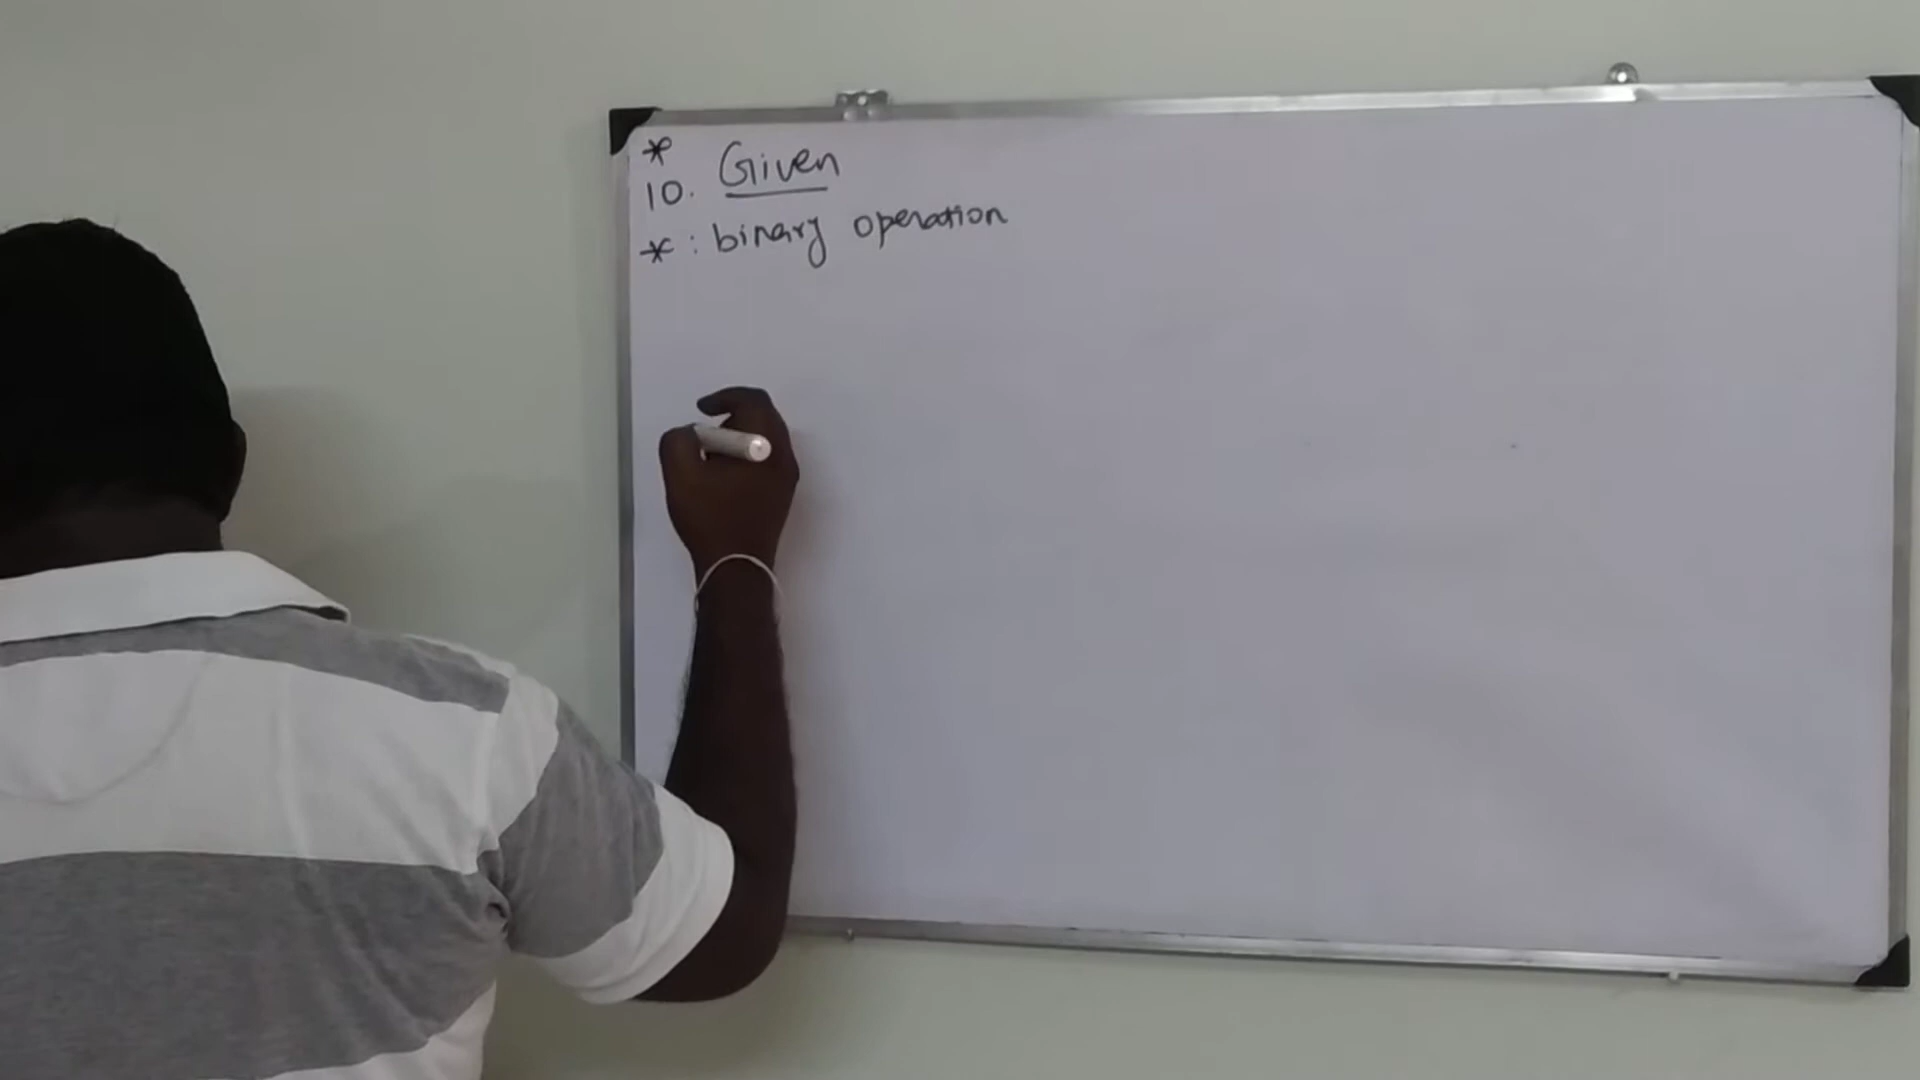 *
10. Given
* : binary operation